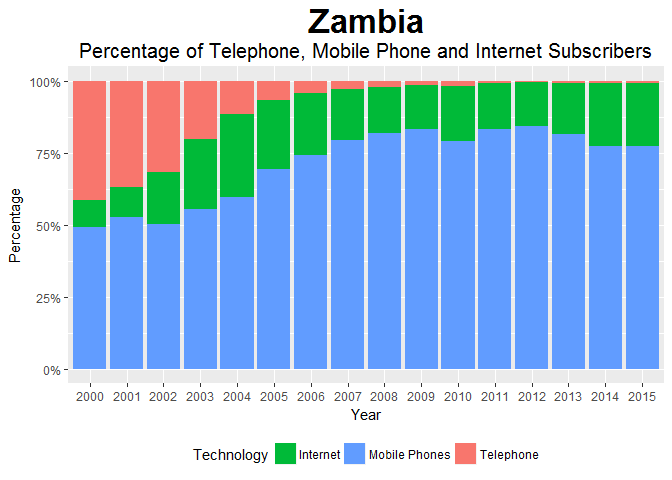 Zambia
Percentage of Telephone, Mobile Phone and Internet Subscribers
100%
75%
50%
25%
0%
Percentage
2000 2001 2002 2003 2004 2005 2006 2007 2008 2009 2010 2011 2012 2013 2014 2015
Year
Technology Internet Mobile Phones Telephone